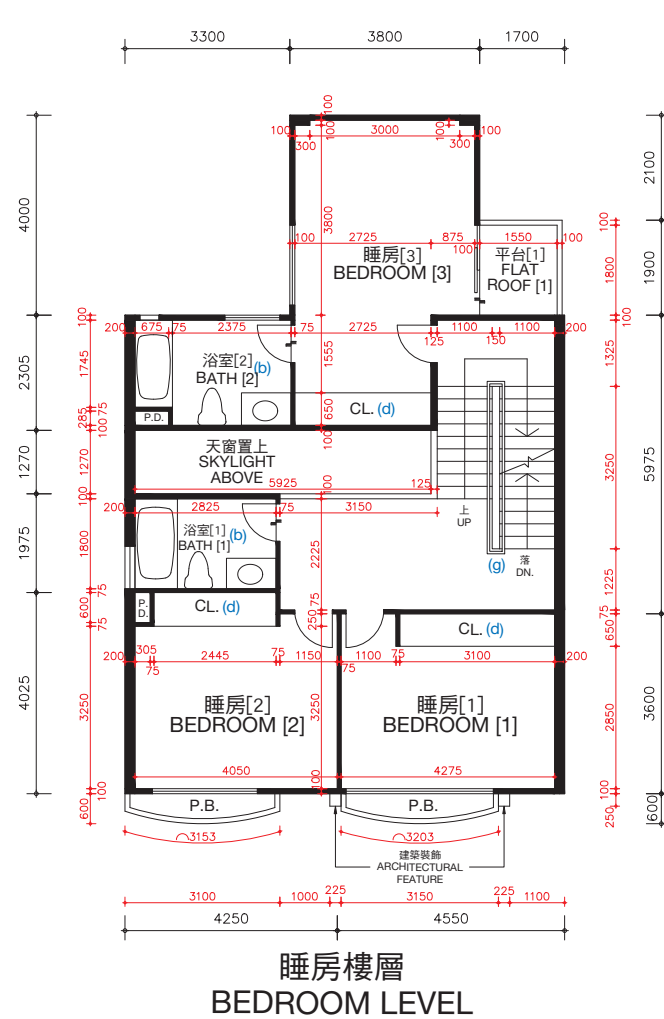 3300 3800 1700
100
100 3000 100
100 100
300 300
4000
3800
2100
100 2725 875 1550 100
100
100
睡房[3]
BEDROOM [3]
平台[1]
FLAT
ROOF [1]
1800
1900
100
200 675 75 2375 75 2725 1100 1100 200
125 150
100
2305
1745
1555
1325
浴室[2]
BATH [2]
(b)
650
CL. (d)
285
P.D.
75
100
100
天窗置上
SKYLIGHT
ABOVE
1270
1270
5925 125
3250
5975
100
100
200 2825 75 3150
上
UP
1975
1800
浴室[1]
BATH [1]
(b)
2225
落
DN.
(g)
1225
75
600
P.
D.
CL. (d)
75
250
75
75
CL. (d)
650
200 305 2445 75 1150 1100 75 3100 200
75 75
4025
3250
睡房[2]
BEDROOM [2]
3250
睡房[1]
BEDROOM [1]
2850
3600
4050 4275
100
100
100
600
P.B. P.B.
250
600
3153 3203
建築裝飾
ARCHITECTURAL
FEATURE
3100 1000 225 3150 225 1100
4250 4550
睡房樓層
BEDROOM LEVEL